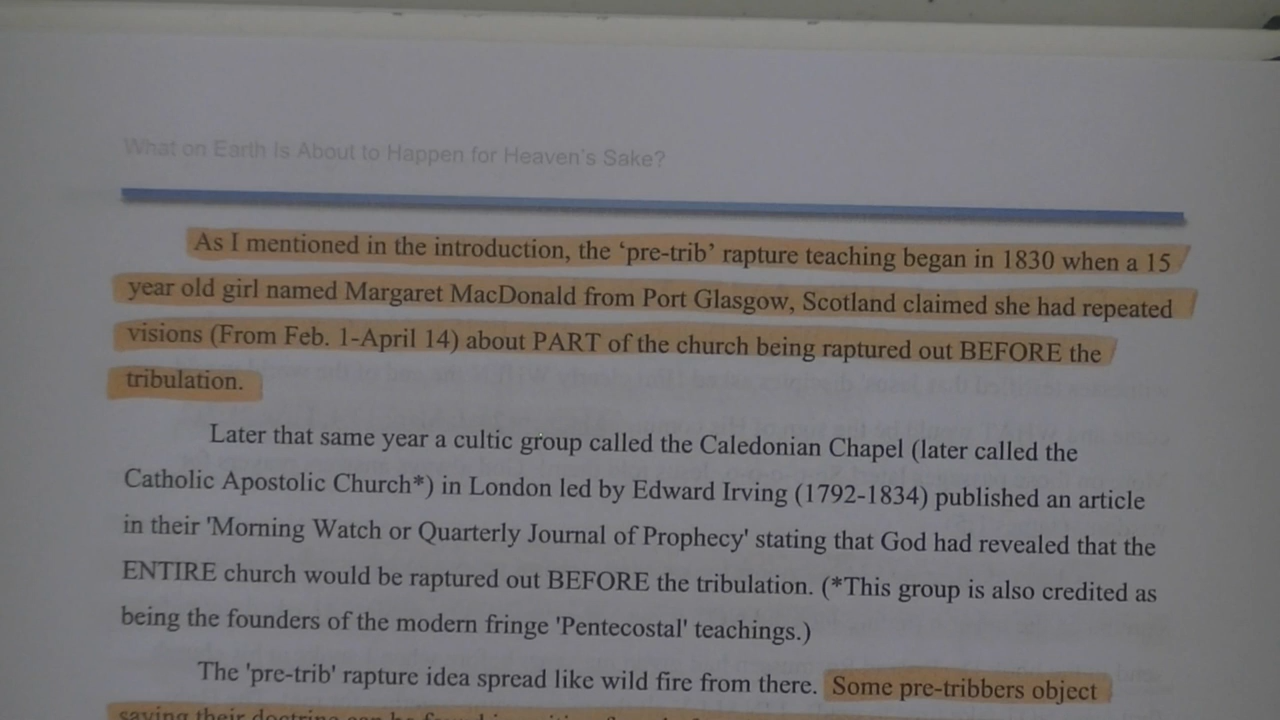 What on Earth is About to Happen for Heaven's Sake?
As I mentioned in the introduction, the ‘pre-trib’ rapture teaching began in 1830 when a 15
year old girl named Margaret MacDonald from Port Glasgow, Scotland claimed she had repeated
visions (From Feb. 1-April 14) about PART of the church being raptured out BEFORE the
tribulation.
Later that same year a cultic group called the Caledonian Chapel (later called the
Catholic Apostolic Church*) in London led by Edward Irving (1792-1834) published an article
in their 'Morning Watch or Quarterly Journal of Prophecy' stating that God had revealed that the
ENTIRE church would be raptured out BEFORE the tribulation. (*This group is also credited as
being the founders of the modern fringe 'Pentecostal' teachings.)
The 'pre-trib' rapture idea spread like wild fire from there. Some pre-tribbers object
saying their doctrine can be found